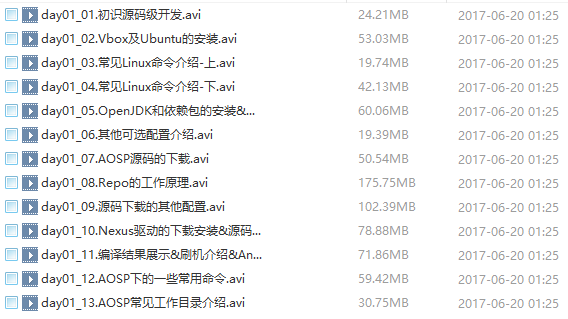 day01_01.初识源码级开发.avi 24.21MB 2017-06-20 01:25
day01_02.Vbox及Ubuntu的安装.avi 53.03MB 2017-06-20 01:25
day01_03.常见Linux命令介绍-上.avi 19.74MB 2017-06-20 01:25
day01_04.常见Linux命令介绍-下.avi 42.13MB 2017-06-20 01:25
day01_05.OpenJDK和依赖包的安装&... 60.06MB 2017-06-20 01:25
day01_06.其他可选配置介绍.avi 19.39MB 2017-06-20 01:25
day01_07.AOSP源码的下载.avi 50.54MB 2017-06-20 01:25
day01_08.Repo的工作原理.avi 175.75MB 2017-06-20 01:25
day01_09.源码下载的其他配置.avi 102.39MB 2017-06-20 01:25
day01_10.Nexus驱动的下载安装&源码... 78.88MB 2017-06-20 01:25
day01_11.编译结果展示&刷机介绍&An... 71.86MB 2017-06-20 01:25
day01_12.AOSP下的一些常用命令.avi 59.42MB 2017-06-20 01:25
day01_13.AOSP常见工作目录介绍.avi 30.75MB 2017-06-20 01:25